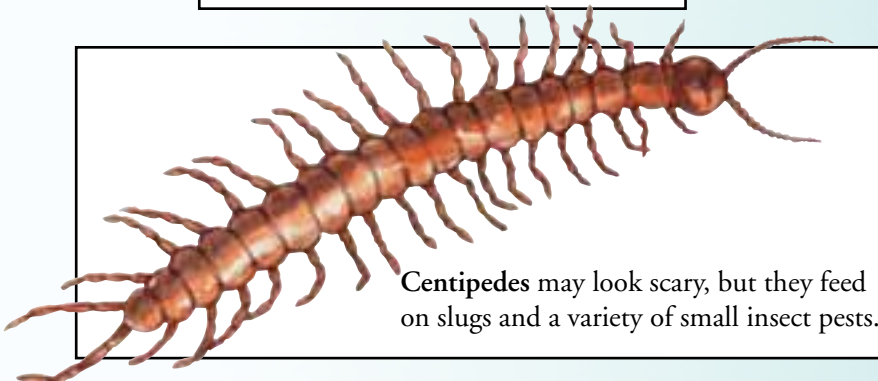 Centipedes may look scary, but they feed
on slugs and a variety of small insect pests.